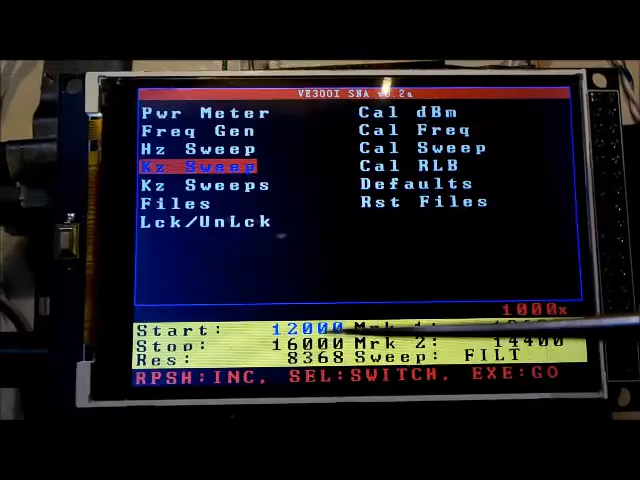 VE3OOI SNA v3.2a
Pwr Meter
Freq Gen
Hz Sweep
Kz Sweep
Kz Sweeps
Files
Lck/UnLck
Cal dBm
Cal Freq
Cal Sweep
Cal RLB
Defaults
Rst Files
1000x
Start: 12000 Mrk 1:
Stop: 16000 Mrk 2: 14400
Res: 8368 Sweep: FILT
RPSH:INC, SEL:SWITCH, EXE:GO